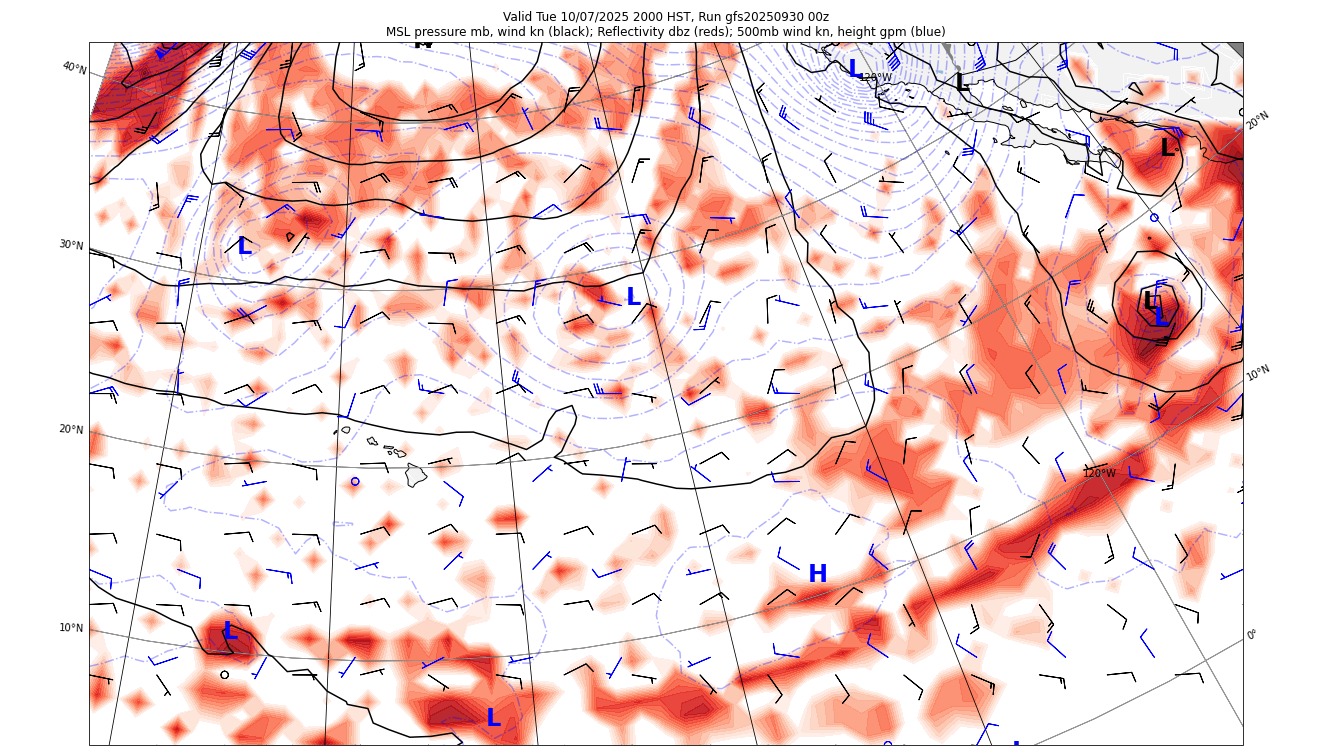 Valid Tue 10/07/2025 2000 HST, Run gfs20250930 00z
MSL pressure mb, wind kn (black); Reflectivity dbz (reds); 500mb wind kn, height gpm (blue)
40°N
L
120°W
L
20°N
L
30°N
L
L
L
L
10°N
20°N
120°W
H
10°N
L
0°
L